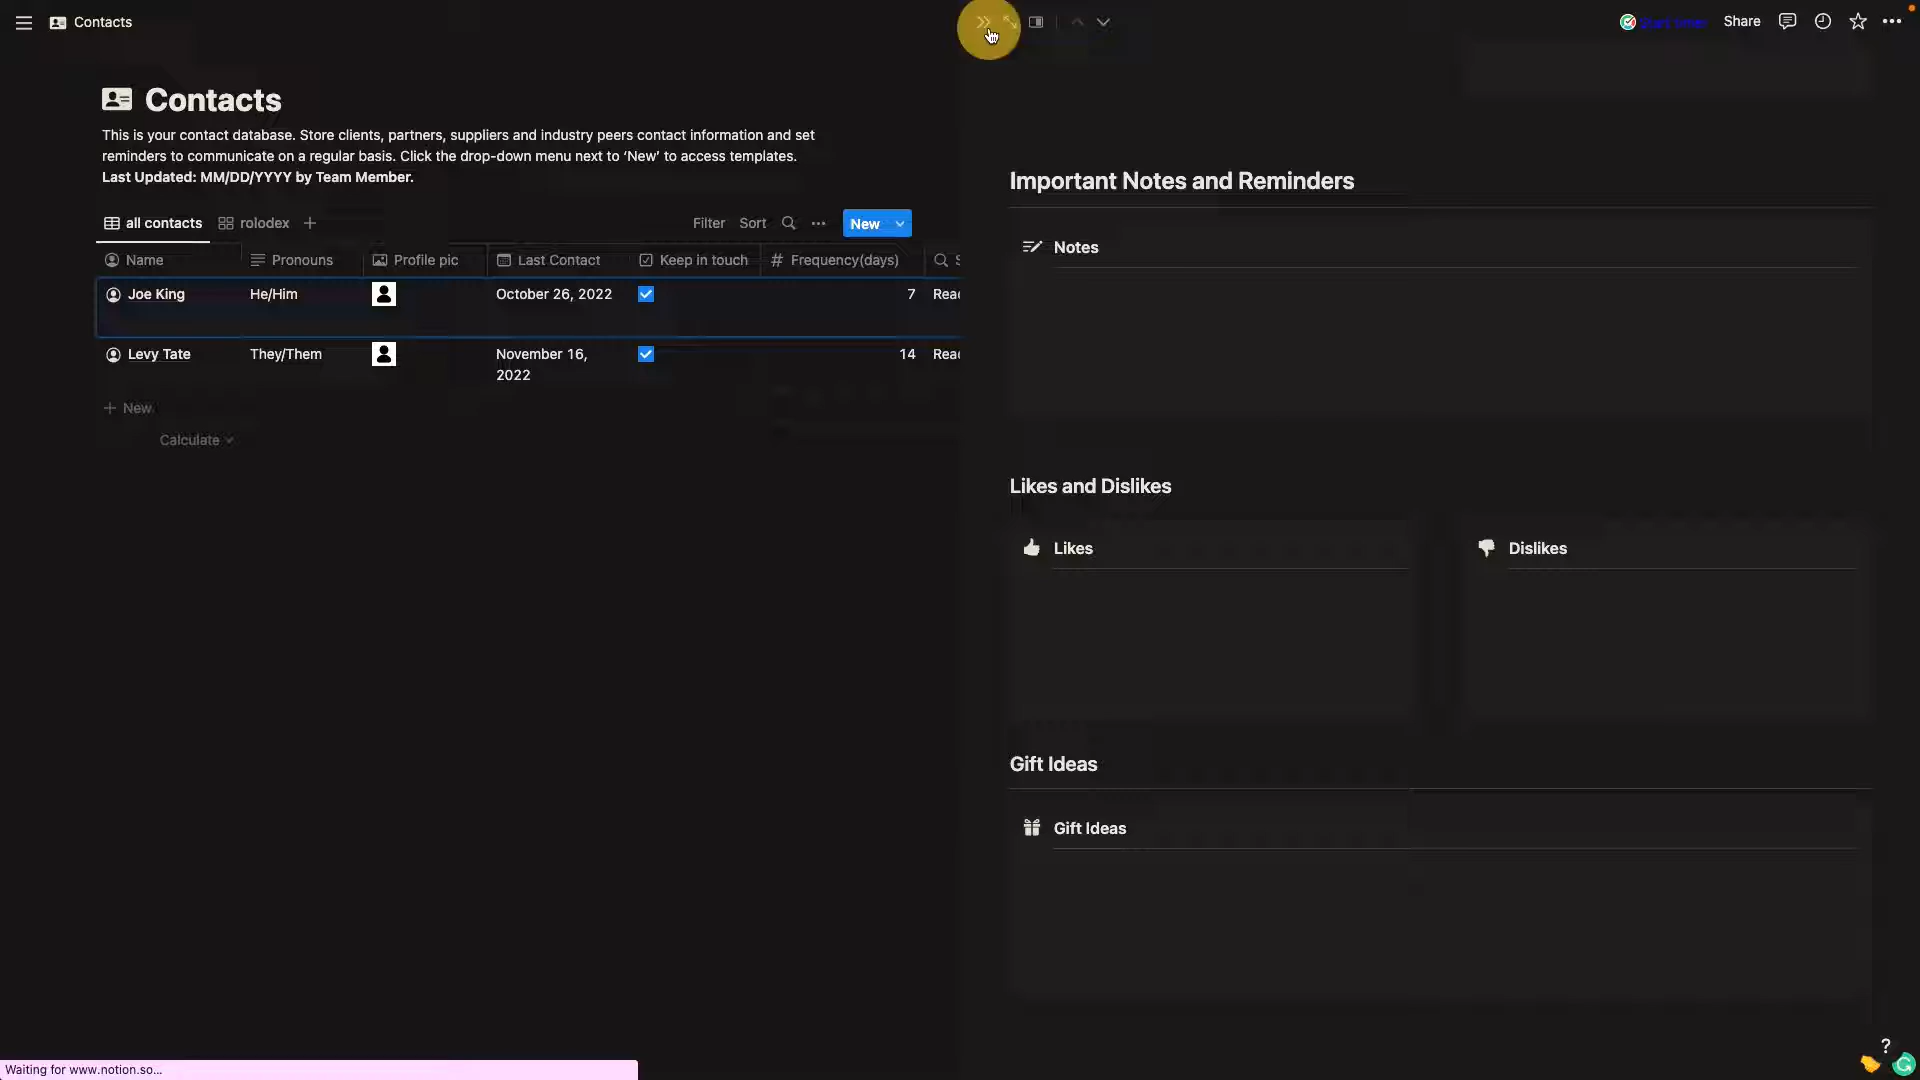 Contacts
Start timer
Share
Contacts
This is your contact database. Store clients, partners, suppliers and industry peers contact information and set
reminders to communicate on a regular basis. Click the drop-down menu next to ‘New’ to access templates.
Last Updated: MM/DD/YYYY by Team Member.
all contacts rolodex
Filter Sort New
Name Pronouns Profile pic Last Contact Keep in touch # Frequency(days) S
Joe King He/Him October 26, 2022 7 Reac
Levy Tate They/Them November 16, 14 Reac
2022
+ New
Calculate
Important Notes and Reminders
Notes
Likes and Dislikes
Likes
Dislikes
Gift Ideas
Gift Ideas
?
Waiting for www.notion.so...